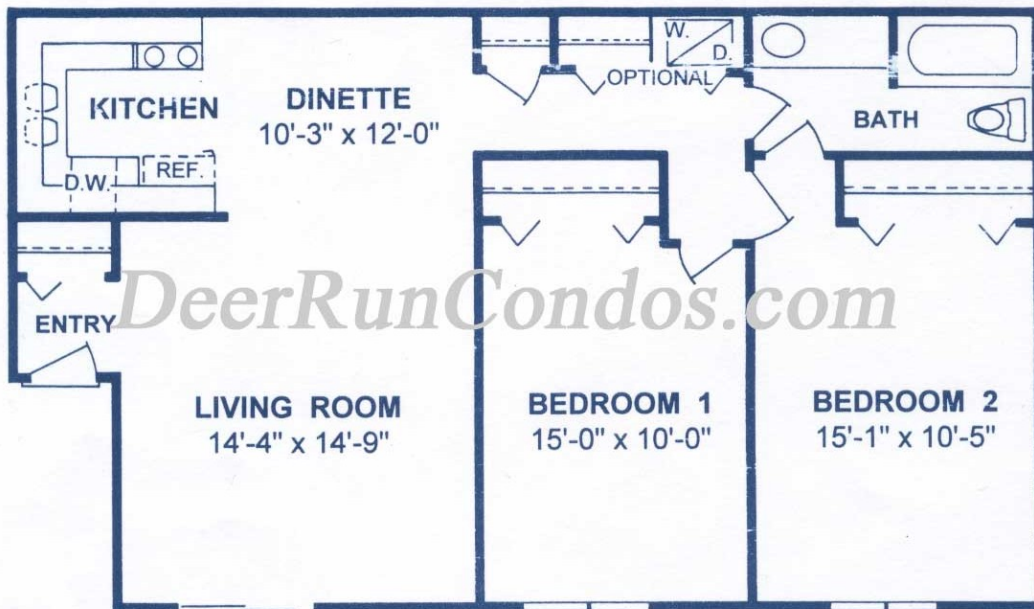 W.
D.
OPTIONAL
KITCHEN
DINETTE
10'-3" x 12'-0"
BATH
D.W.
REF.
DeerRunCondos.com
ENTRY
LIVING ROOM
14'-4" x 14'-9"
BEDROOM 1
15'-0" x 10'-0"
BEDROOM 2
15'-1" x 10'-5"